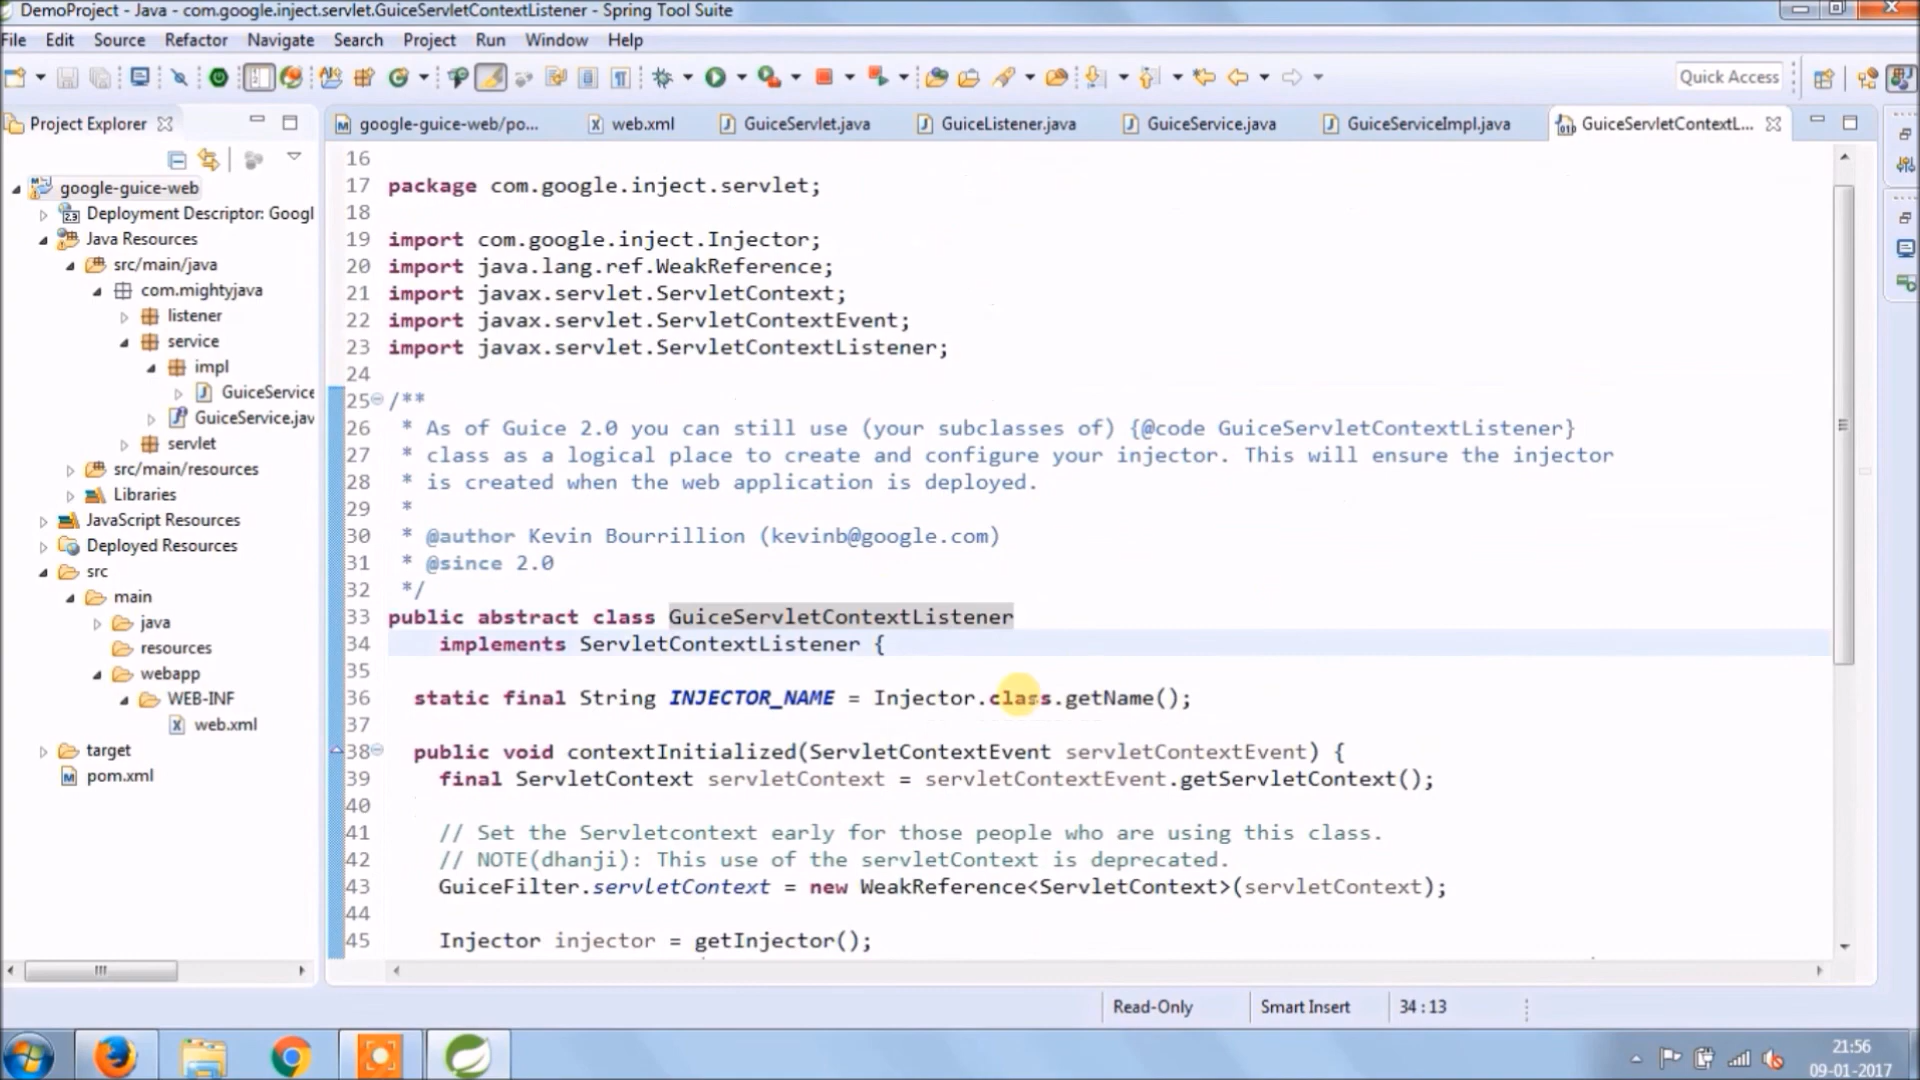 DemoProject - Java - com.google.inject.servlet.GuiceServletContextListener - Spring Tool Suite
File Edit Source Refactor Navigate Search Project Run Window Help
Quick Access
Project Explorer
google-guice-web/po... web.xml GuiceServlet.java GuiceListener.java GuiceService.java GuiceServiceImpl.java GuiceServletContextL...
google-guice-web
Deployment Descriptor: Googl
Java Resources
src/main/java
com.mightyjava
listener
service
impl
GuiceService
GuiceService.jav
servlet
src/main/resources
Libraries
JavaScript Resources
Deployed Resources
src
main
java
resources
webapp
WEB-INF
web.xml
target
pom.xml
16
17 package com.google.inject.servlet;
18
19 import com.google.inject.Injector;
20 import java.lang.ref.WeakReference;
21 import javax.servlet.ServletContext;
22 import javax.servlet.ServletContextEvent;
23 import javax.servlet.ServletContextListener;
24
25 /**
26 * As of Guice 2.0 you can still use (your subclasses of) {@code GuiceServletContextListener}
27 * class as a logical place to create and configure your injector. This will ensure the injector
28 * is created when the web application is deployed.
29 *
30 * @author Kevin Bourrillion (kevinb@google.com)
31 * @since 2.0
32 */
33 public abstract class GuiceServletContextListener
34 implements ServletContextListener {
35
36 static final String INJECTOR_NAME = Injector.class.getName();
37
38 public void contextInitialized(ServletContextEvent servletContextEvent) {
39 final ServletContext servletContext = servletContextEvent.getServletContext();
40
41 // Set the Servletcontext early for those people who are using this class.
42 // NOTE(dhanji): This use of the servletContext is deprecated.
43 GuiceFilter.servletContext = new WeakReference<ServletContext>(servletContext);
44
45 Injector injector = getInjector();
Read-Only Smart Insert 34 : 13
21:56
09-01-2017